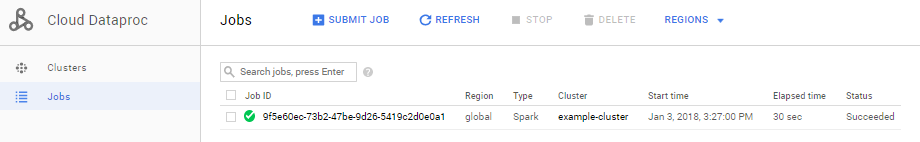 Cloud Dataproc
Jobs SUBMIT JOB REFRESH STOP DELETE REGIONS
Clusters
Jobs
Search jobs, press Enter ?
Job ID Region Type Cluster Start time Elapsed time Status
9f5e60ec-73b2-47be-9d26-5419c2d0e0a1 global Spark example-cluster Jan 3, 2018, 3:27:00 PM 30 sec Succeeded